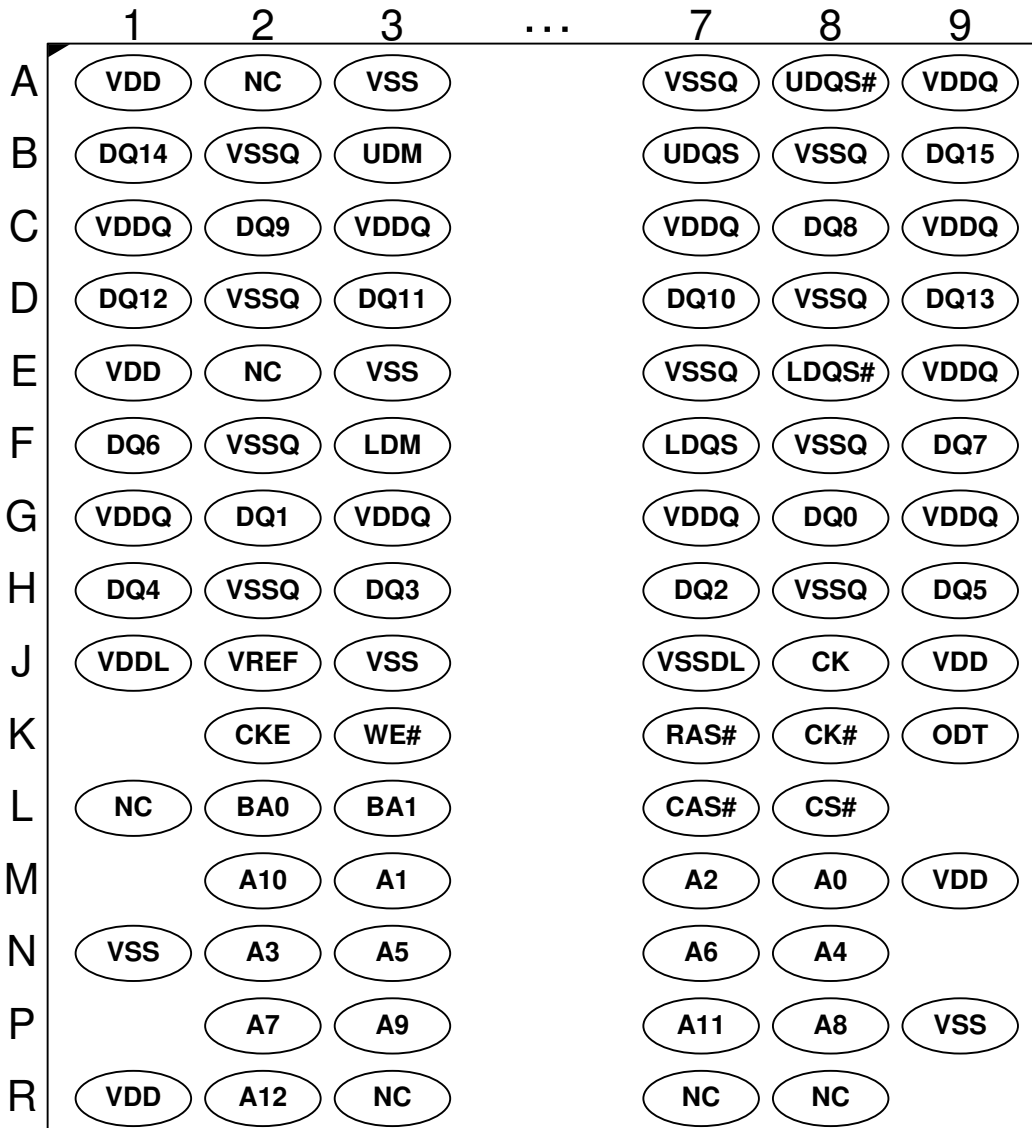 1 2 3 ... 7 8 9
A VDD NC VSS VSSQ UDQS# VDDQ
B DQ14 VSSQ UDM UDQS VSSQ DQ15
C VDDQ DQ9 VDDQ VDDQ DQ8 VDDQ
D DQ12 VSSQ DQ11 DQ10 VSSQ DQ13
E VDD NC VSS VSSQ LDQS# VDDQ
F DQ6 VSSQ LDM LDQS VSSQ DQ7
G VDDQ DQ1 VDDQ VDDQ DQ0 VDDQ
H DQ4 VSSQ DQ3 DQ2 VSSQ DQ5
J VDDL VREF VSS VSSDL CK VDD
K CKE WE# RAS# CK# ODT
L NC BA0 BA1 CAS# CS#
M A10 A1 A2 A0 VDD
N VSS A3 A5 A6 A4
P A7 A9 A11 A8 VSS
R VDD A12 NC NC NC